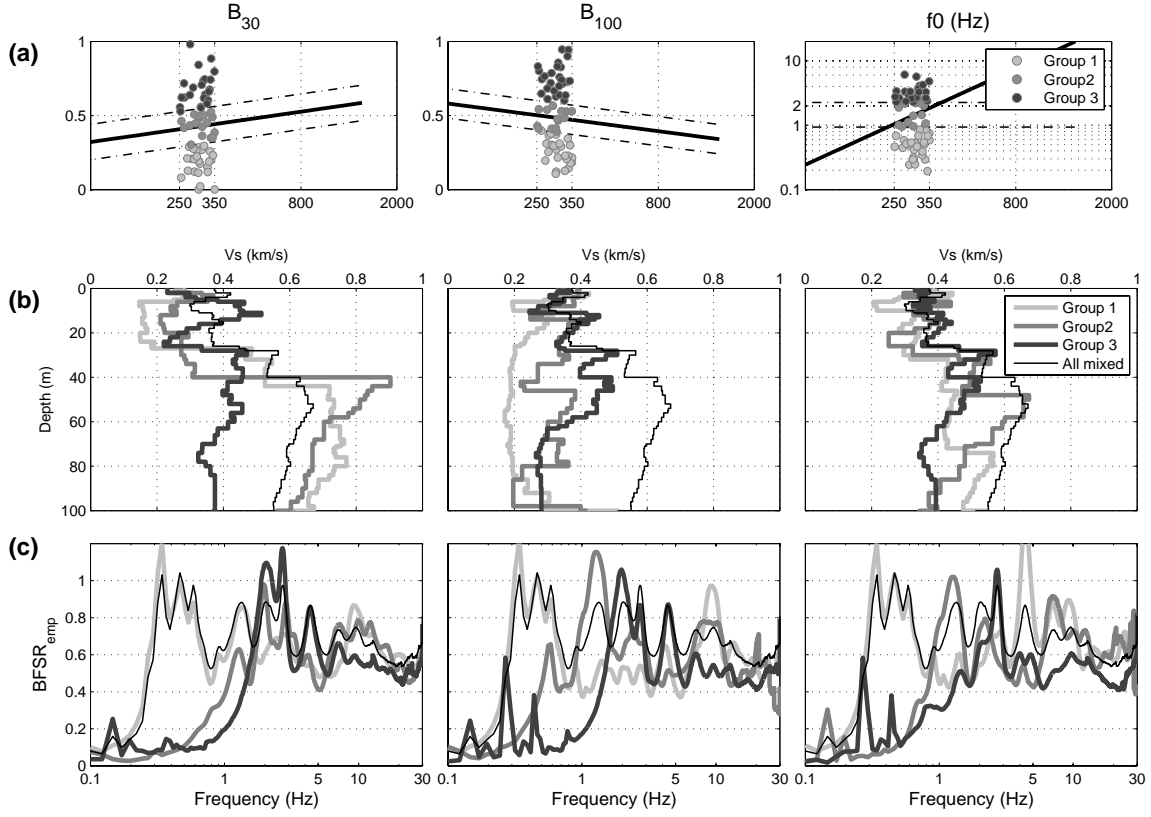 B30 B100 f0 (Hz)
(a)
1 1 10
0.5 0.5 2
1
0 0 0.1
250 350 800 2000 250 350 800 2000 250 350 800 2000
Group 1
Group2
Group 3
Vs (km/s) Vs (km/s) Vs (km/s)
0 0.2 0.4 0.6 0.8 1 0 0.2 0.4 0.6 0.8 1 0 0.2 0.4 0.6 0.8 1
(b)
0
20
40
60
80
100
Depth (m)
Group 1
Group2
Group 3
All mixed
(c)
1
0.8
0.6
0.4
0.2
0
BFSRemp
0.1 1 5 10 30 0.1 1 5 10 30 0.1 1 5 10 30
Frequency (Hz) Frequency (Hz) Frequency (Hz)